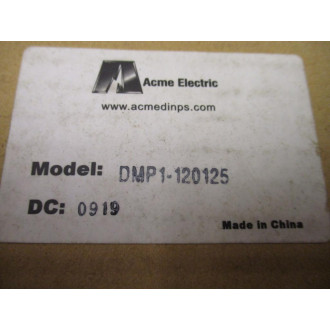 Acme Electric
www.acmedinps.com
Model: DMP1-120125
DC: 0919
Made in China